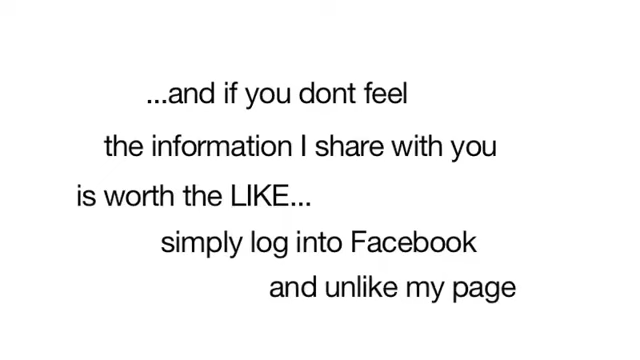 ...and if you dont feel
the information I share with you
is worth the LIKE...
simply log into Facebook
and unlike my page